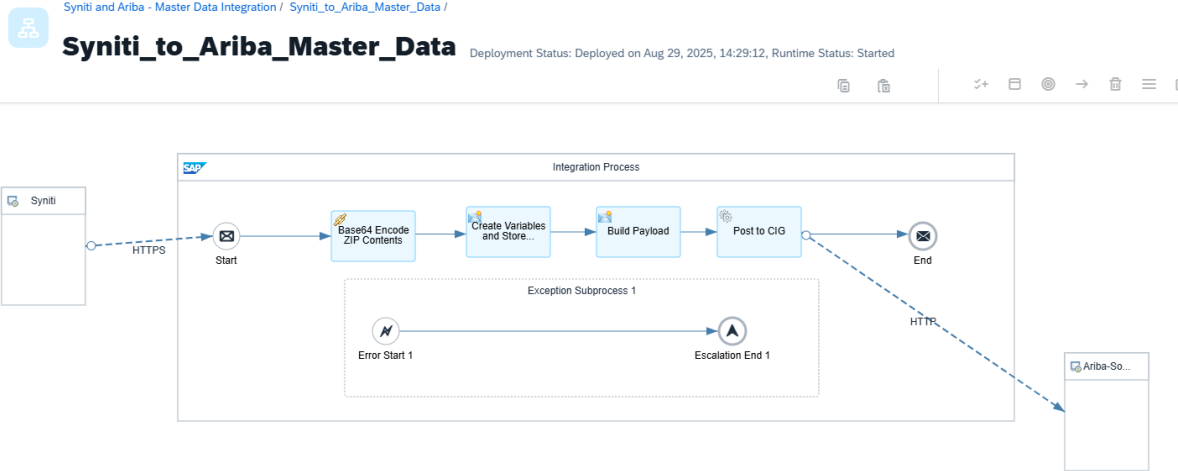 Syniti and Ariba - Master Data Integration / Syniti_to_Ariba_Master_Data /
Syniti_to_Ariba_Master_Data
Deployment Status: Deployed on Aug 29, 2025, 14:29:12, Runtime Status: Started
SAP
Integration Process
Syniti
HTTPS
Start
Base64 Encode
ZIP Contents
Create Variables
and Store...
Build Payload
Post to CIG
End
Exception Subprocess 1
Error Start 1
Escalation End 1
HTTP
Ariba-So...